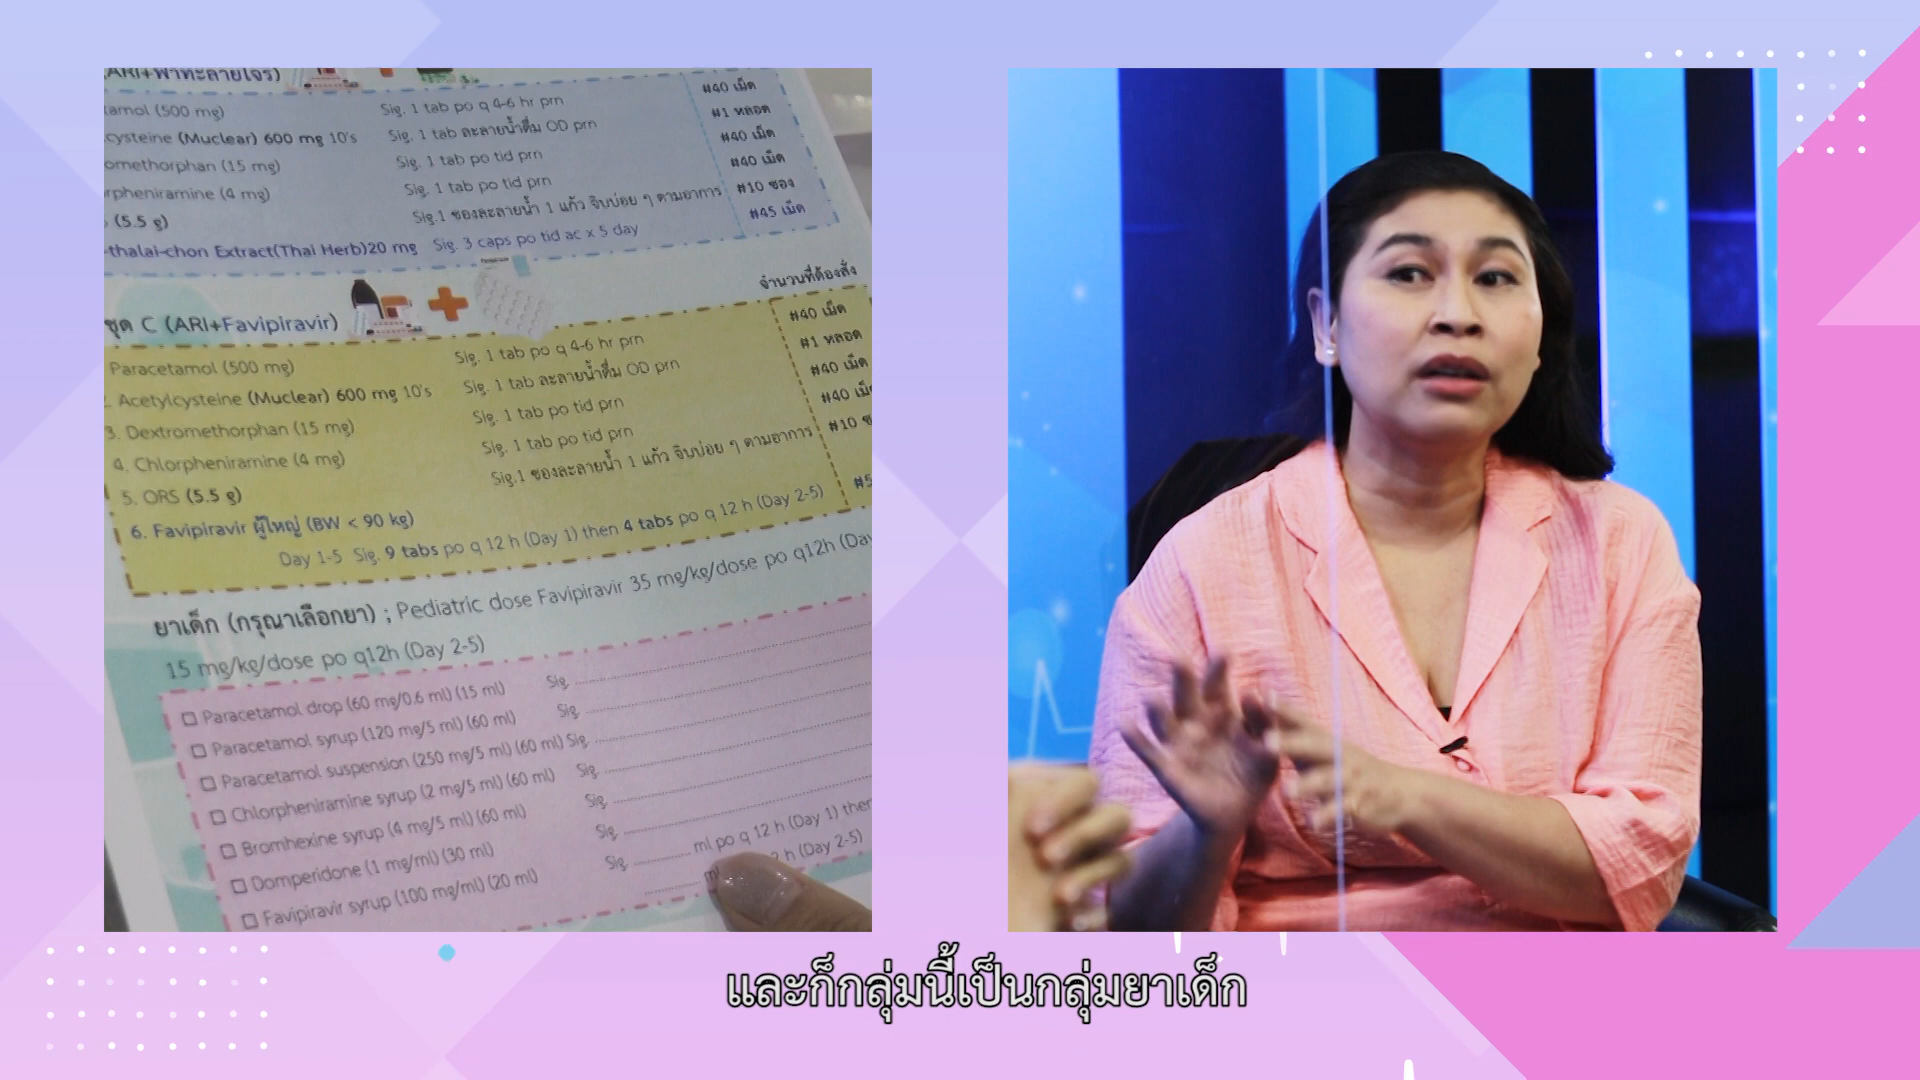 (ARI+ฟ้าทะลายโจร)
amol (500 mg) Sig. 1 tab po q 4-6 hr prn #40 เม็ด
cysteine (Muclear) 600 mg 10's Sig. 1 tab ละลายน้ำดื่ม OD prn #1 หลอด
omethorphan (15 mg) Sig. 1 tab po tid prn #40 เม็ด
rpheniramine (4 mg) Sig. 1 tab po tid prn #40 เม็ด
(5.5 g) Sig.1 ซองละลายน้ำ 1 แก้ว จิบบ่อย ๆ ตามอาการ #10 ซอง
-thalai-chon Extract(Thai Herb)20 mg Sig. 3 caps po tid ac x 5 day #45 เม็ด
จำนวนที่ต้องสั่ง
ชุด C (ARI+Favipiravir)
Paracetamol (500 mg) Sig. 1 tab po q 4-6 hr prn #40 เม็ด
. Acetylcysteine (Muclear) 600 mg 10's Sig. 1 tab ละลายน้ำดื่ม OD prn #1 หลอด
3. Dextromethorphan (15 mg) Sig. 1 tab po tid prn #40 เม็ด
4. Chlorpheniramine (4 mg) Sig. 1 tab po tid prn #40 เม็
5. ORS (5.5 g) Sig.1 ซองละลายน้ำ 1 แก้ว จิบบ่อย ๆ ตามอาการ #10 ซ
6. Favipiravir ผู้ใหญ่ (BW < 90 kg)
Day 1-5 Sig. 9 tabs po q 12 h (Day 1) then 4 tabs po q 12 h (Day 2-5) #5
ยาเด็ก (กรุณาเลือกยา) ; Pediatric dose Favipiravir 35 mg/kg/dose po q12h (Da
15 mg/kg/dose po q12h (Day 2-5)
Paracetamol drop (60 mg/0.6 ml) (15 ml) Sig.
Paracetamol syrup (120 mg/5 ml) (60 ml) Sig.
Paracetamol suspension (250 mg/5 ml) (60 ml) Sig.
Chlorpheniramine syrup (2 mg/5 ml) (60 ml) Sig.
Bromhexine syrup (4 mg/5 ml) (60 ml) Sig.
Domperidone (1 mg/ml) (30 ml) Sig.
Favipiravir syrup (100 mg/ml) (20 ml) Sig. ml po q 12 h (Day 1) then
2 h (Day 2-5)
และก็กลุ่มนี้เป็นกลุ่มยาเด็ก